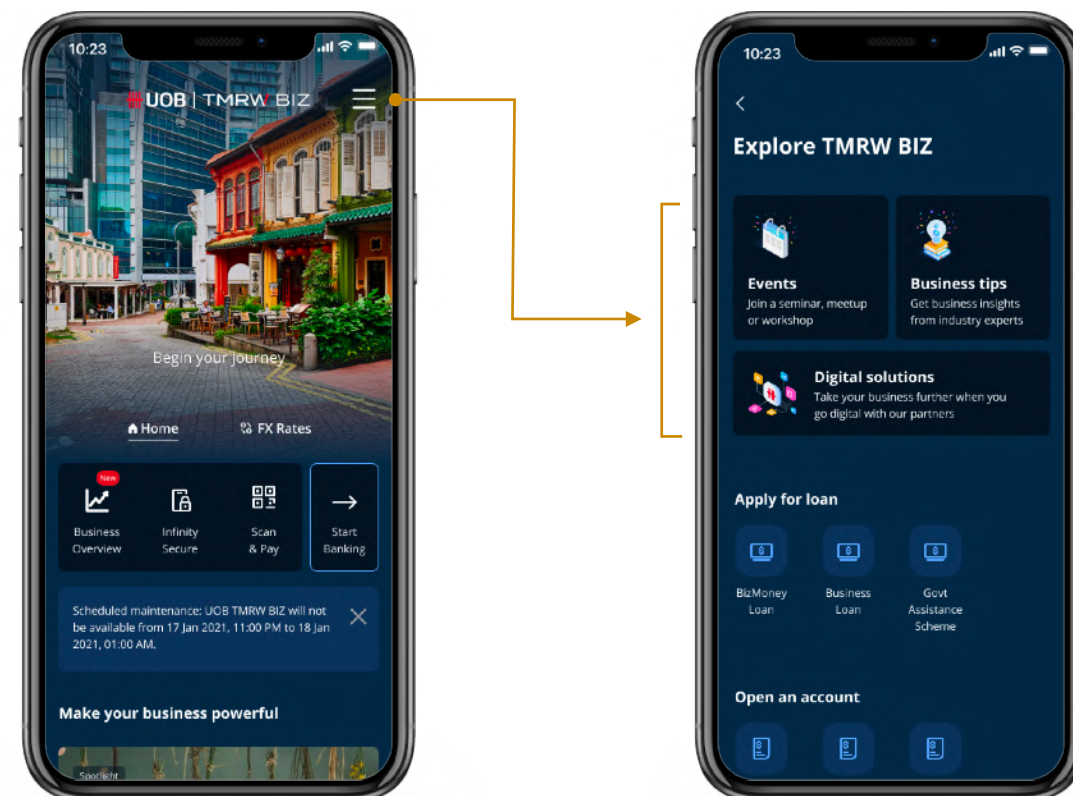 10:23
UOB | TMRW BIZ
Begin your journey
Home
FX Rates
New
Business
Overview
Infinity
Secure
Scan
& Pay
Start
Banking
Scheduled maintenance: UOB TMRW BIZ will not
be available from 17 Jan 2021, 11:00 PM to 18 Jan
2021, 01:00 AM.
Make your business powerful
Spotlight
10:23
Explore TMRW BIZ
Events
Join a seminar, meetup
or workshop
Business tips
Get business insights
from industry experts
Digital solutions
Take your business further when you
go digital with our partners
Apply for loan
BizMoney
Loan
Business
Loan
Govt
Assistance
Scheme
Open an account